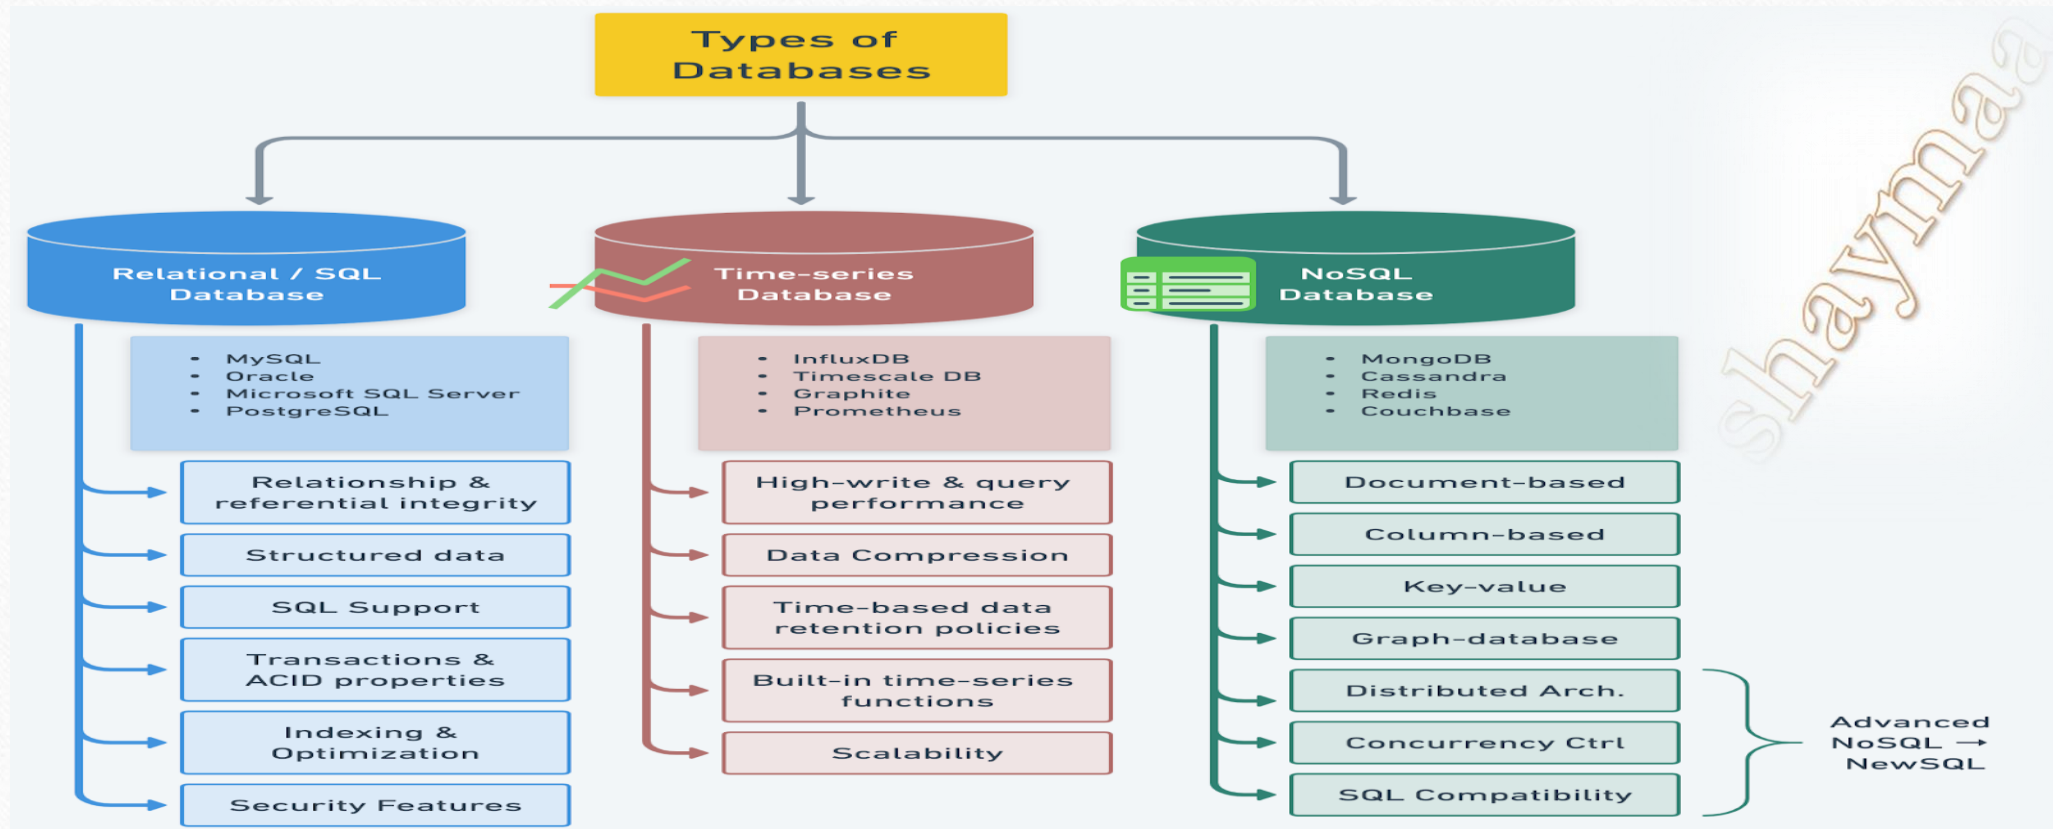 Types of
Databases
Relational / SQL
Database
• MySQL
• Oracle
• Microsoft SQL Server
• PostgreSQL
Relationship &
referential integrity
Structured data
SQL Support
Transactions &
ACID properties
Indexing &
Optimization
Security Features
Time-series
Database
• InfluxDB
• Timescale DB
• Graphite
• Prometheus
High-write & query
performance
Data Compression
Time-based data
retention policies
Built-in time-series
functions
Scalability
NoSQL
Database
• MongoDB
• Cassandra
• Redis
• Couchbase
Document-based
Column-based
Key-value
Graph-database
Distributed Arch.
Concurrency Ctrl
SQL Compatibility
Advanced
NoSQL →
NewSQL
shaymaa